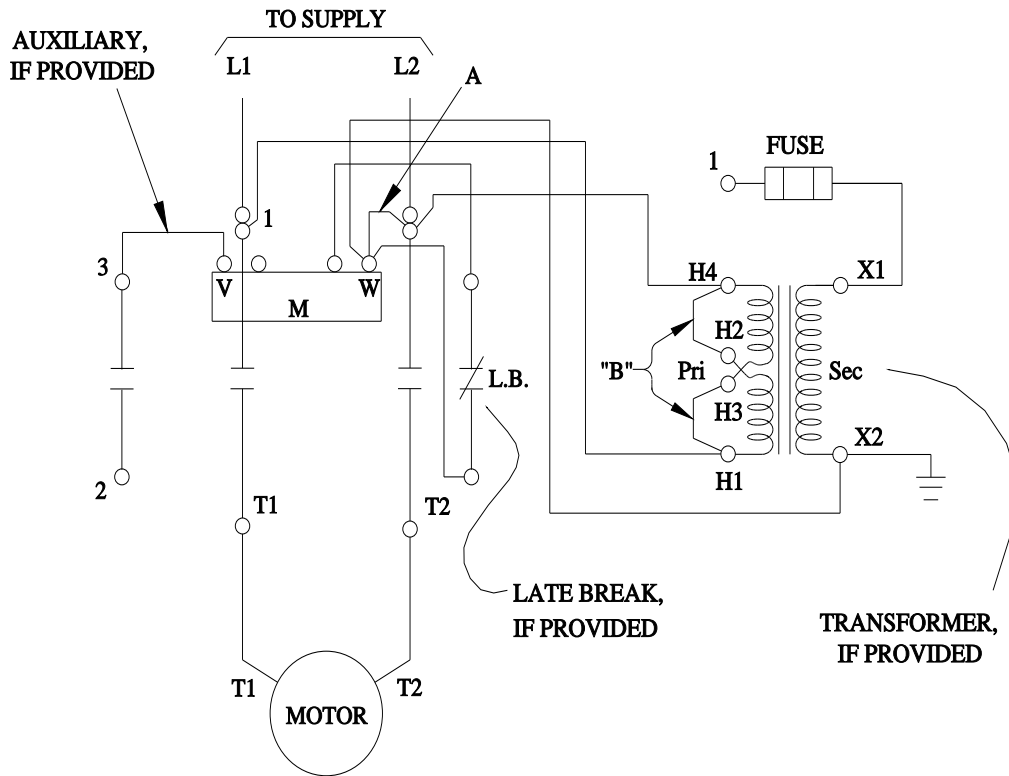 TO SUPPLY
AUXILIARY,
IF PROVIDED
L1
L2
A
1
1
FUSE
3
V
W
M
H4
X1
H2
"B"
Pri
Sec
H3
L.B.
X2
H1
2
T1
T2
LATE BREAK,
IF PROVIDED
TRANSFORMER,
IF PROVIDED
T1
T2
MOTOR